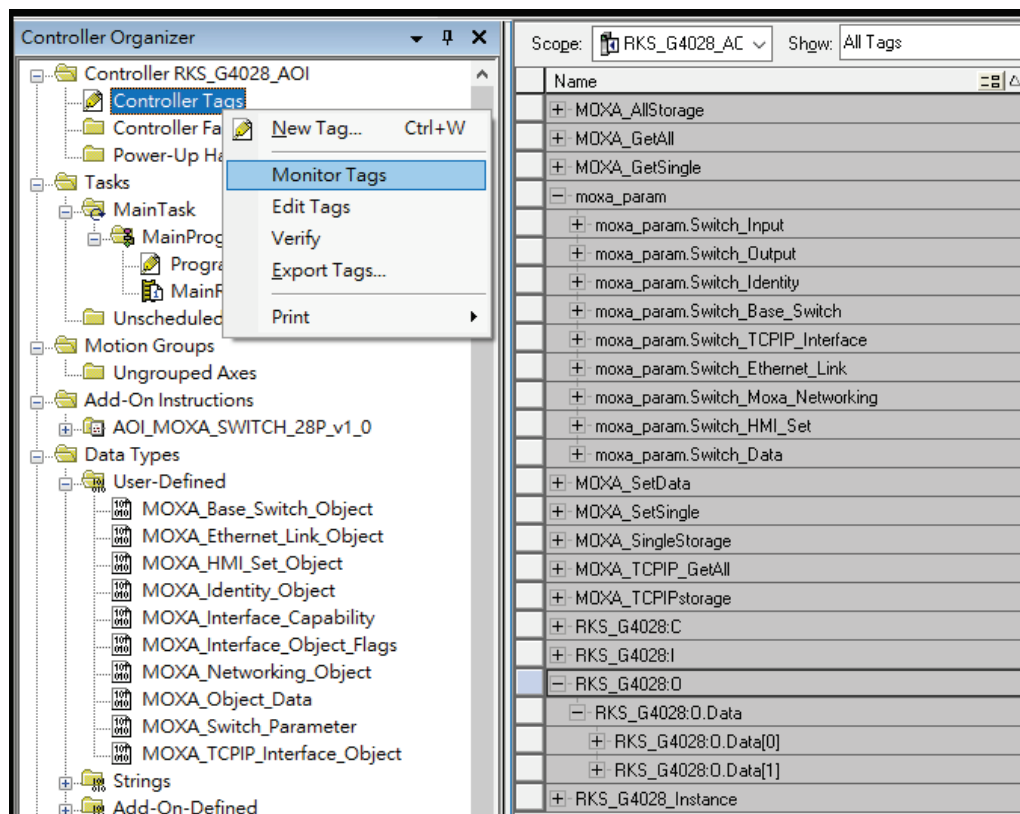 Controller Organizer
Controller RKS_G4028_AOI
Controller Tags
Controller Fa
Power-Up Ha
Tasks
MainTask
MainProg
Progra
MainR
Unscheduled
Motion Groups
Ungrouped Axes
Add-On Instructions
AOI_MOXA_SWITCH_28P_v1_0
Data Types
User-Defined
MOXA_Base_Switch_Object
MOXA_Ethernet_Link_Object
MOXA_HMI_Set_Object
MOXA_Identity_Object
MOXA_Interface_Capability
MOXA_Interface_Object_Flags
MOXA_Networking_Object
MOXA_Object_Data
MOXA_Switch_Parameter
MOXA_TCPIP_Interface_Object
Strings
Add-On-Defined
New Tag... Ctrl+W
Monitor Tags
Edit Tags
Verify
Export Tags...
Print
Scope: RKS_G4028_AC Show: All Tags
Name
MOXA_AllStorage
MOXA_GetAll
MOXA_GetSingle
moxa_param
moxa_param.Switch_Input
moxa_param.Switch_Output
moxa_param.Switch_Identity
moxa_param.Switch_Base_Switch
moxa_param.Switch_TCPIP_Interface
moxa_param.Switch_Ethernet_Link
moxa_param.Switch_Moxa_Networking
moxa_param.Switch_HMI_Set
moxa_param.Switch_Data
MOXA_SetData
MOXA_SetSingle
MOXA_SingleStorage
MOXA_TCPIP_GetAll
MOXA_TCPIPstorage
RKS_G4028:C
RKS_G4028:I
RKS_G4028:O
RKS_G4028:O.Data
RKS_G4028:O.Data[0]
RKS_G4028:O.Data[1]
RKS_G4028_Instance